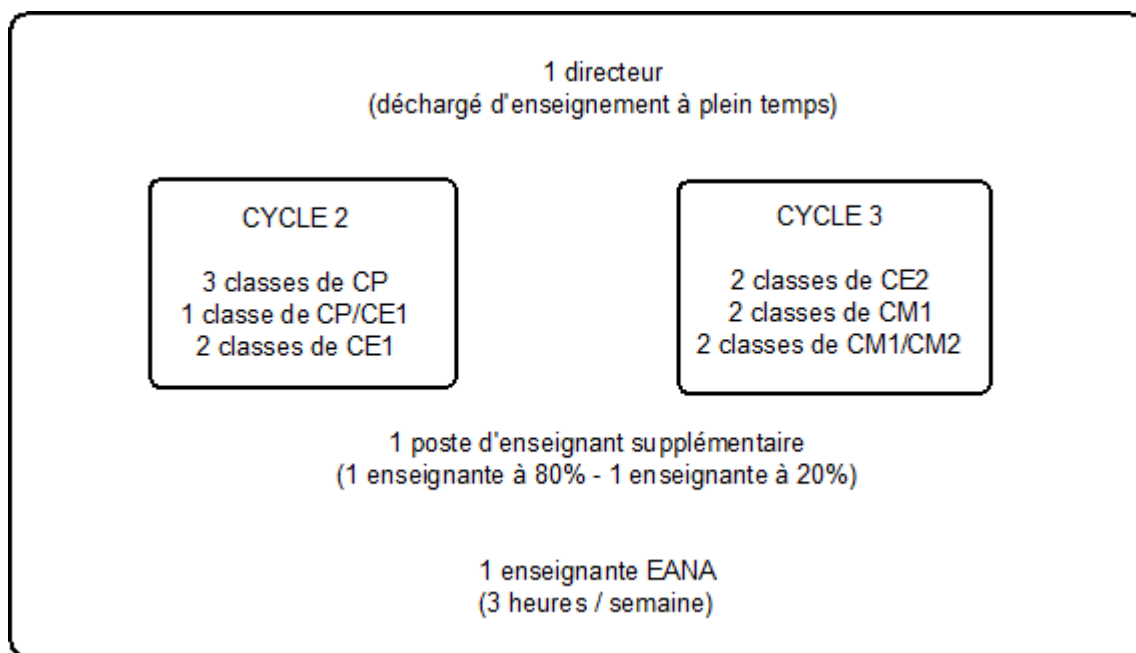 1 directeur
(déchargé d'enseignement à plein temps)
CYCLE 2
3 classes de CP
1 classe de CP/CE1
2 classes de CE1
CYCLE 3
2 classes de CE2
2 classes de CM1
2 classes de CM1/CM2
1 poste d'enseignant supplémentaire
(1 enseignante à 80% - 1 enseignante à 20%)
1 enseignante EANA
(3 heures / semaine)